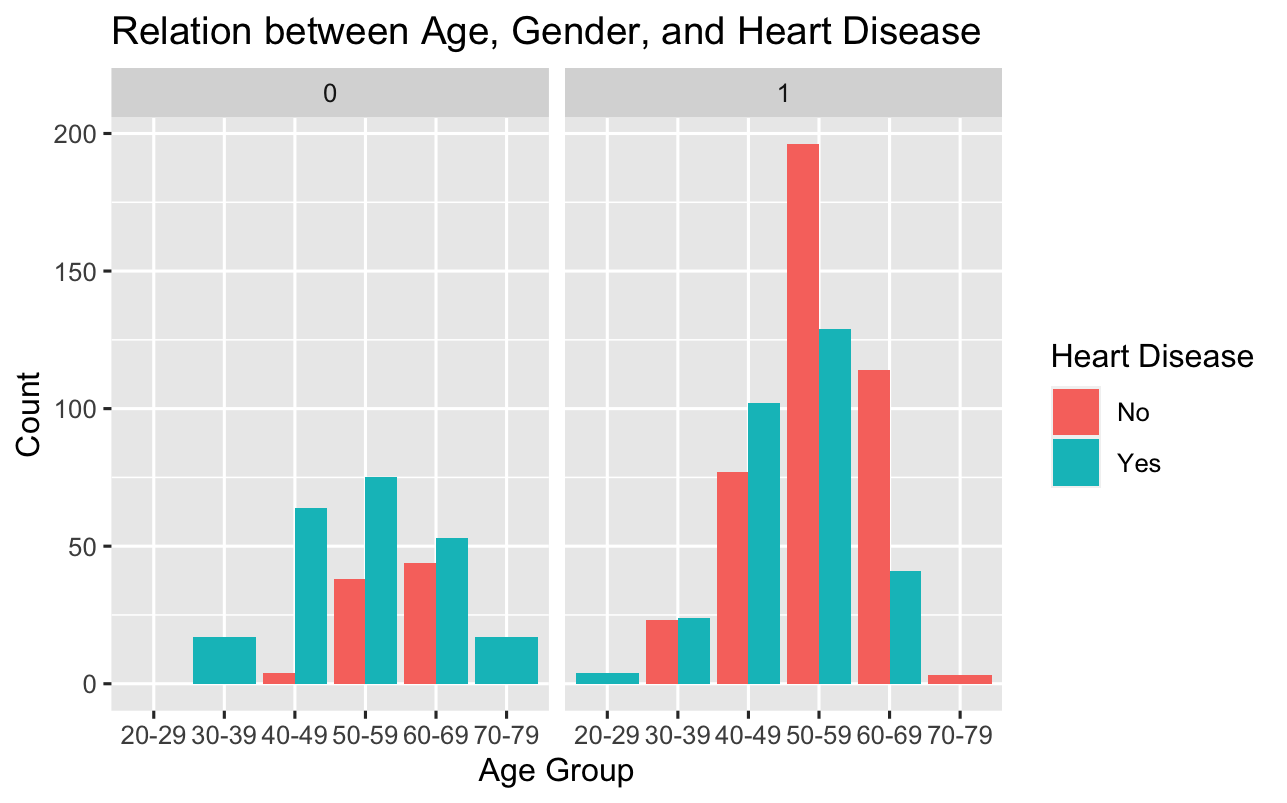 Relation between Age, Gender, and Heart Disease
0
1
200
150
100
50
0
Count
20-29 30-39 40-49 50-59 60-69 70-79
20-29 30-39 40-49 50-59 60-69 70-79
Age Group
Heart Disease
No
Yes